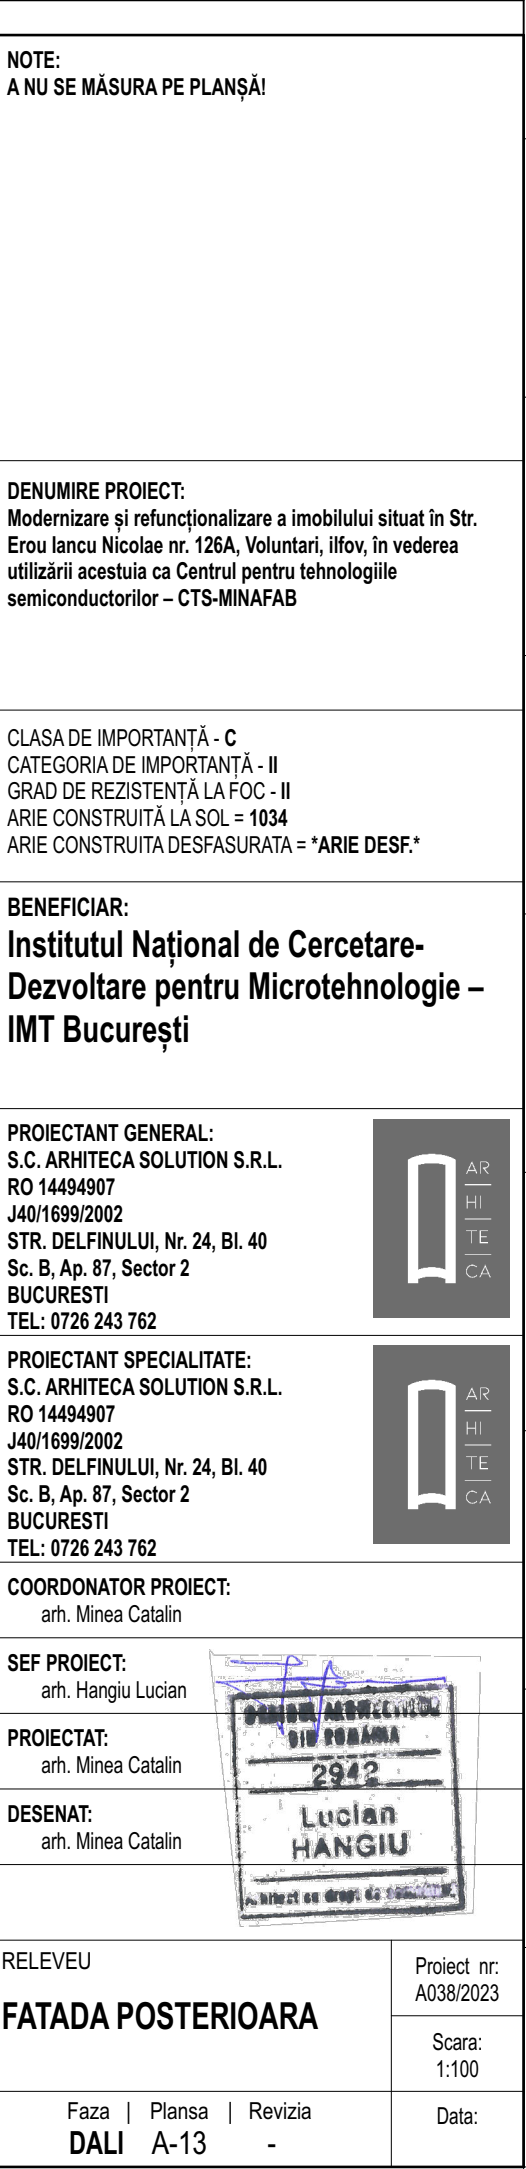 NOTE:
A NU SE MĂSURA PE PLANȘĂ!
DENUMIRE PROIECT:
Modernizare și refuncționalizare a imobilului situat în Str.
Erou Iancu Nicolae nr. 126A, Voluntari, ilfov, în vederea
utilizării acestuia ca Centrul pentru tehnologiile
semiconductorilor – CTS-MINAFAB
CLASA DE IMPORTANȚĂ - C
CATEGORIA DE IMPORTANȚĂ - II
GRAD DE REZISTENȚĂ LA FOC - II
ARIE CONSTRUITĂ LA SOL = 1034
ARIE CONSTRUITA DESFASURATA = *ARIE DESF.*
BENEFICIAR:
Institutul Național de Cercetare-
Dezvoltare pentru Microtehnologie –
IMT București
PROIECTANT GENERAL:
S.C. ARHITECA SOLUTION S.R.L.
RO 14494907
J40/1699/2002
STR. DELFINULUI, Nr. 24, Bl. 40
Sc. B, Ap. 87, Sector 2
BUCURESTI
TEL: 0726 243 762
AR
HI
TE
CA
PROIECTANT SPECIALITATE:
S.C. ARHITECA SOLUTION S.R.L.
RO 14494907
J40/1699/2002
STR. DELFINULUI, Nr. 24, Bl. 40
Sc. B, Ap. 87, Sector 2
BUCURESTI
TEL: 0726 243 762
AR
HI
TE
CA
COORDONATOR PROIECT:
arh. Minea Catalin
SEF PROIECT:
arh. Hangiu Lucian
PROIECTAT:
arh. Minea Catalin
DESENAT:
arh. Minea Catalin
DIN ROMÂNIA
2942
Lucian
HANGIU
cu drept de
RELEVEU
FATADA POSTERIOARA
Proiect nr:
A038/2023
Scara:
1:100
Faza | Plansa | Revizia
DALI A-13 -
Data: